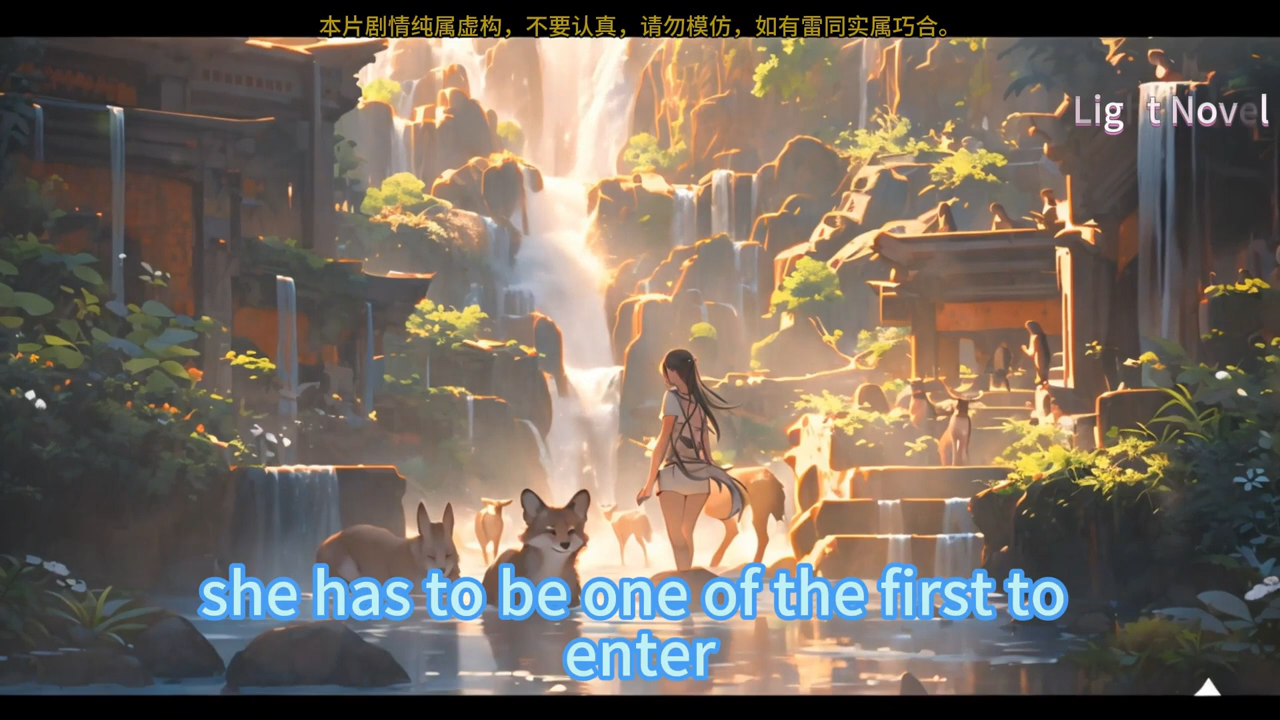 本片剧情纯属虚构，不要认真，请勿模仿，如有雷同实属巧合。
Lig t Novel
she has to be one of the first to
enter